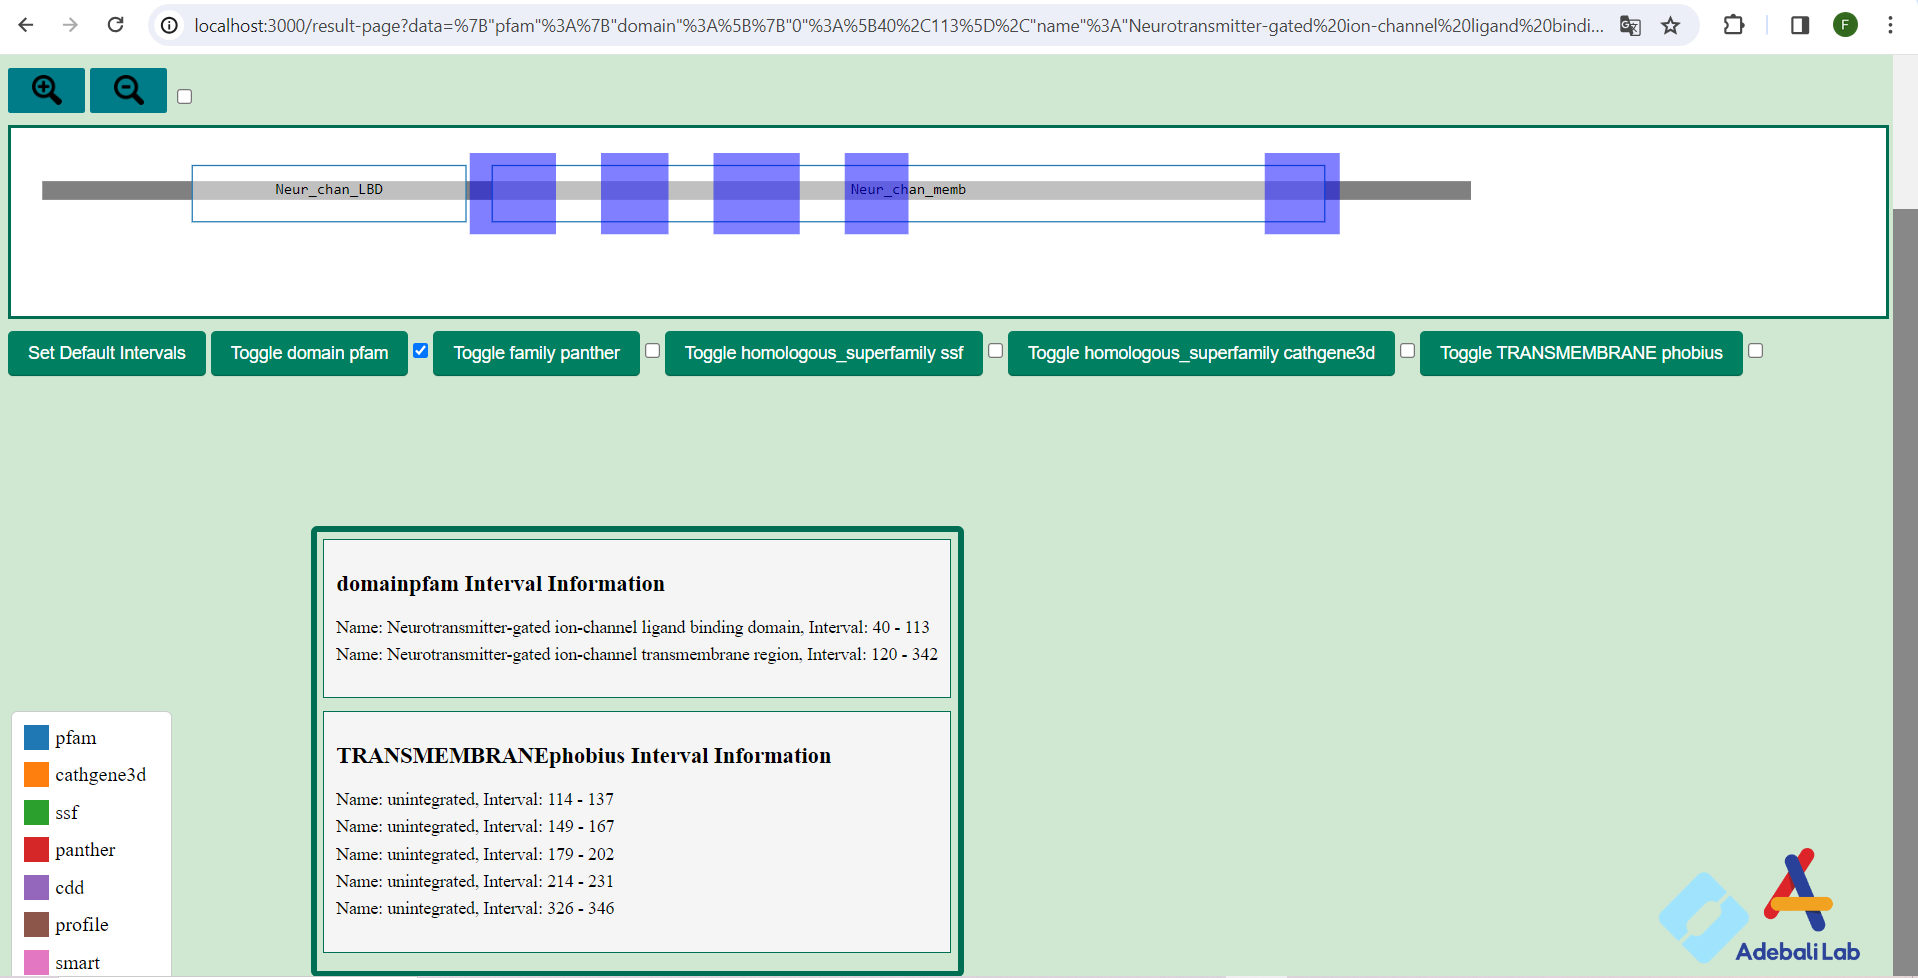 localhost:3000/result-page?data=%7B"pfam"%3A%7B"domain"%3A%5B%7B"0"%3A%5B40%2C113%5D%2C"name"%3A"Neurotransmitter-gated%20ion-channel%20ligand%20bindi...
F
Neur_chan_LBD
Neur_chan_memb
Set Default Intervals
Toggle domain pfam
Toggle family panther
Toggle homologous_superfamily ssf
Toggle homologous_superfamily cathgene3d
Toggle TRANSMEMBRANE phobius
domainpfam Interval Information
Name: Neurotransmitter-gated ion-channel ligand binding domain, Interval: 40 - 113
Name: Neurotransmitter-gated ion-channel transmembrane region, Interval: 120 - 342
TRANSMEMBRANEphobius Interval Information
Name: unintegrated, Interval: 114 - 137
Name: unintegrated, Interval: 149 - 167
Name: unintegrated, Interval: 179 - 202
Name: unintegrated, Interval: 214 - 231
Name: unintegrated, Interval: 326 - 346
pfam
cathgene3d
ssf
panther
cdd
profile
smart
Adebali Lab